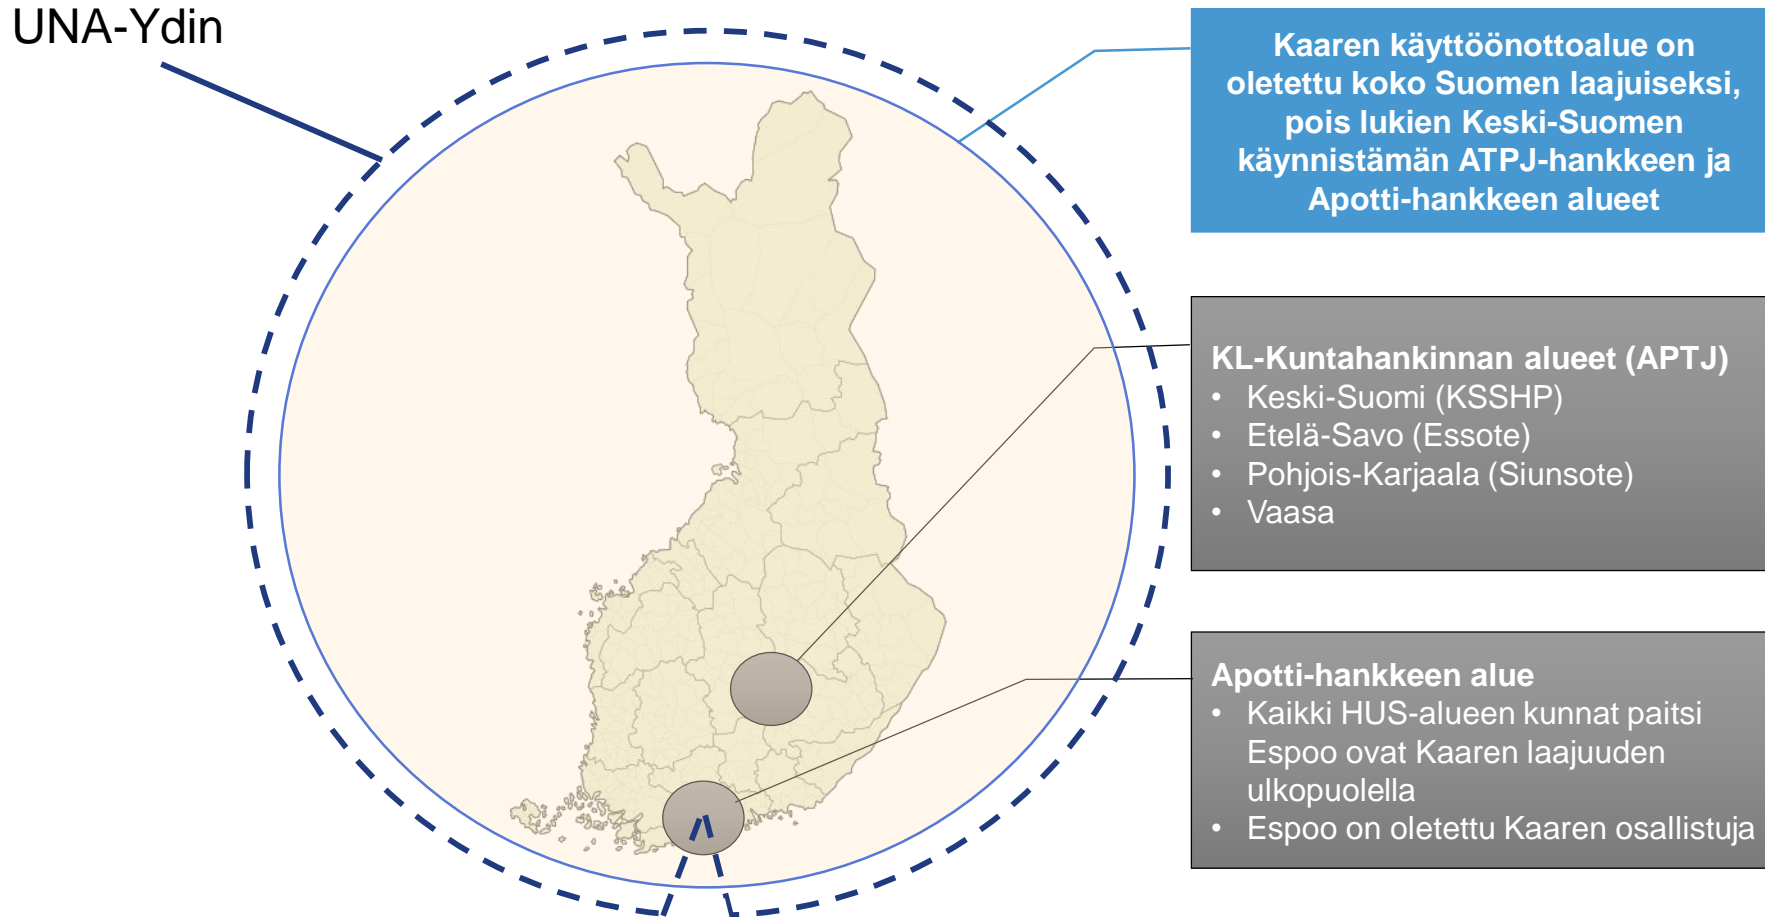 UNA-Ydin
Kaaren käyttöönottoalue on
oletettu koko Suomen laajuiseksi,
pois lukien Keski-Suomen
käynnistämän ATPJ-hankkeen ja
Apotti-hankkeen alueet
KL-Kuntahankinnan alueet (APTJ)
• Keski-Suomi (KSSHP)
• Etelä-Savo (Essote)
• Pohjois-Karjaala (Siunsote)
• Vaasa
Apotti-hankkeen alue
• Kaikki HUS-alueen kunnat paitsi
Espoo ovat Kaaren laajuuden
ulkopuolella
• Espoo on oletettu Kaaren osallistuja